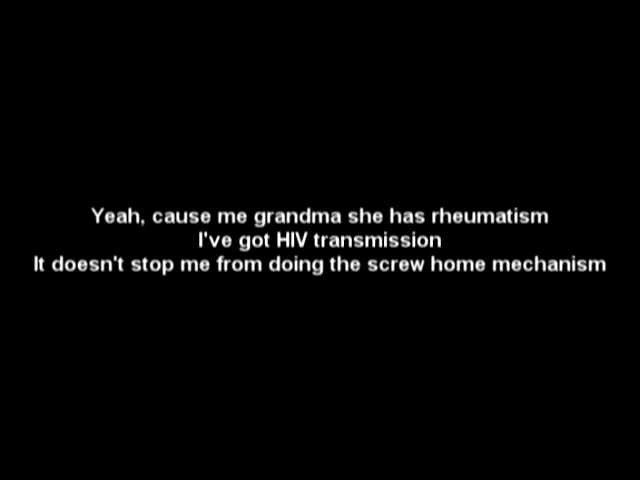 Yeah, cause me grandma she has rheumatism
I've got HIV transmission
It doesn't stop me from doing the screw home mechanism